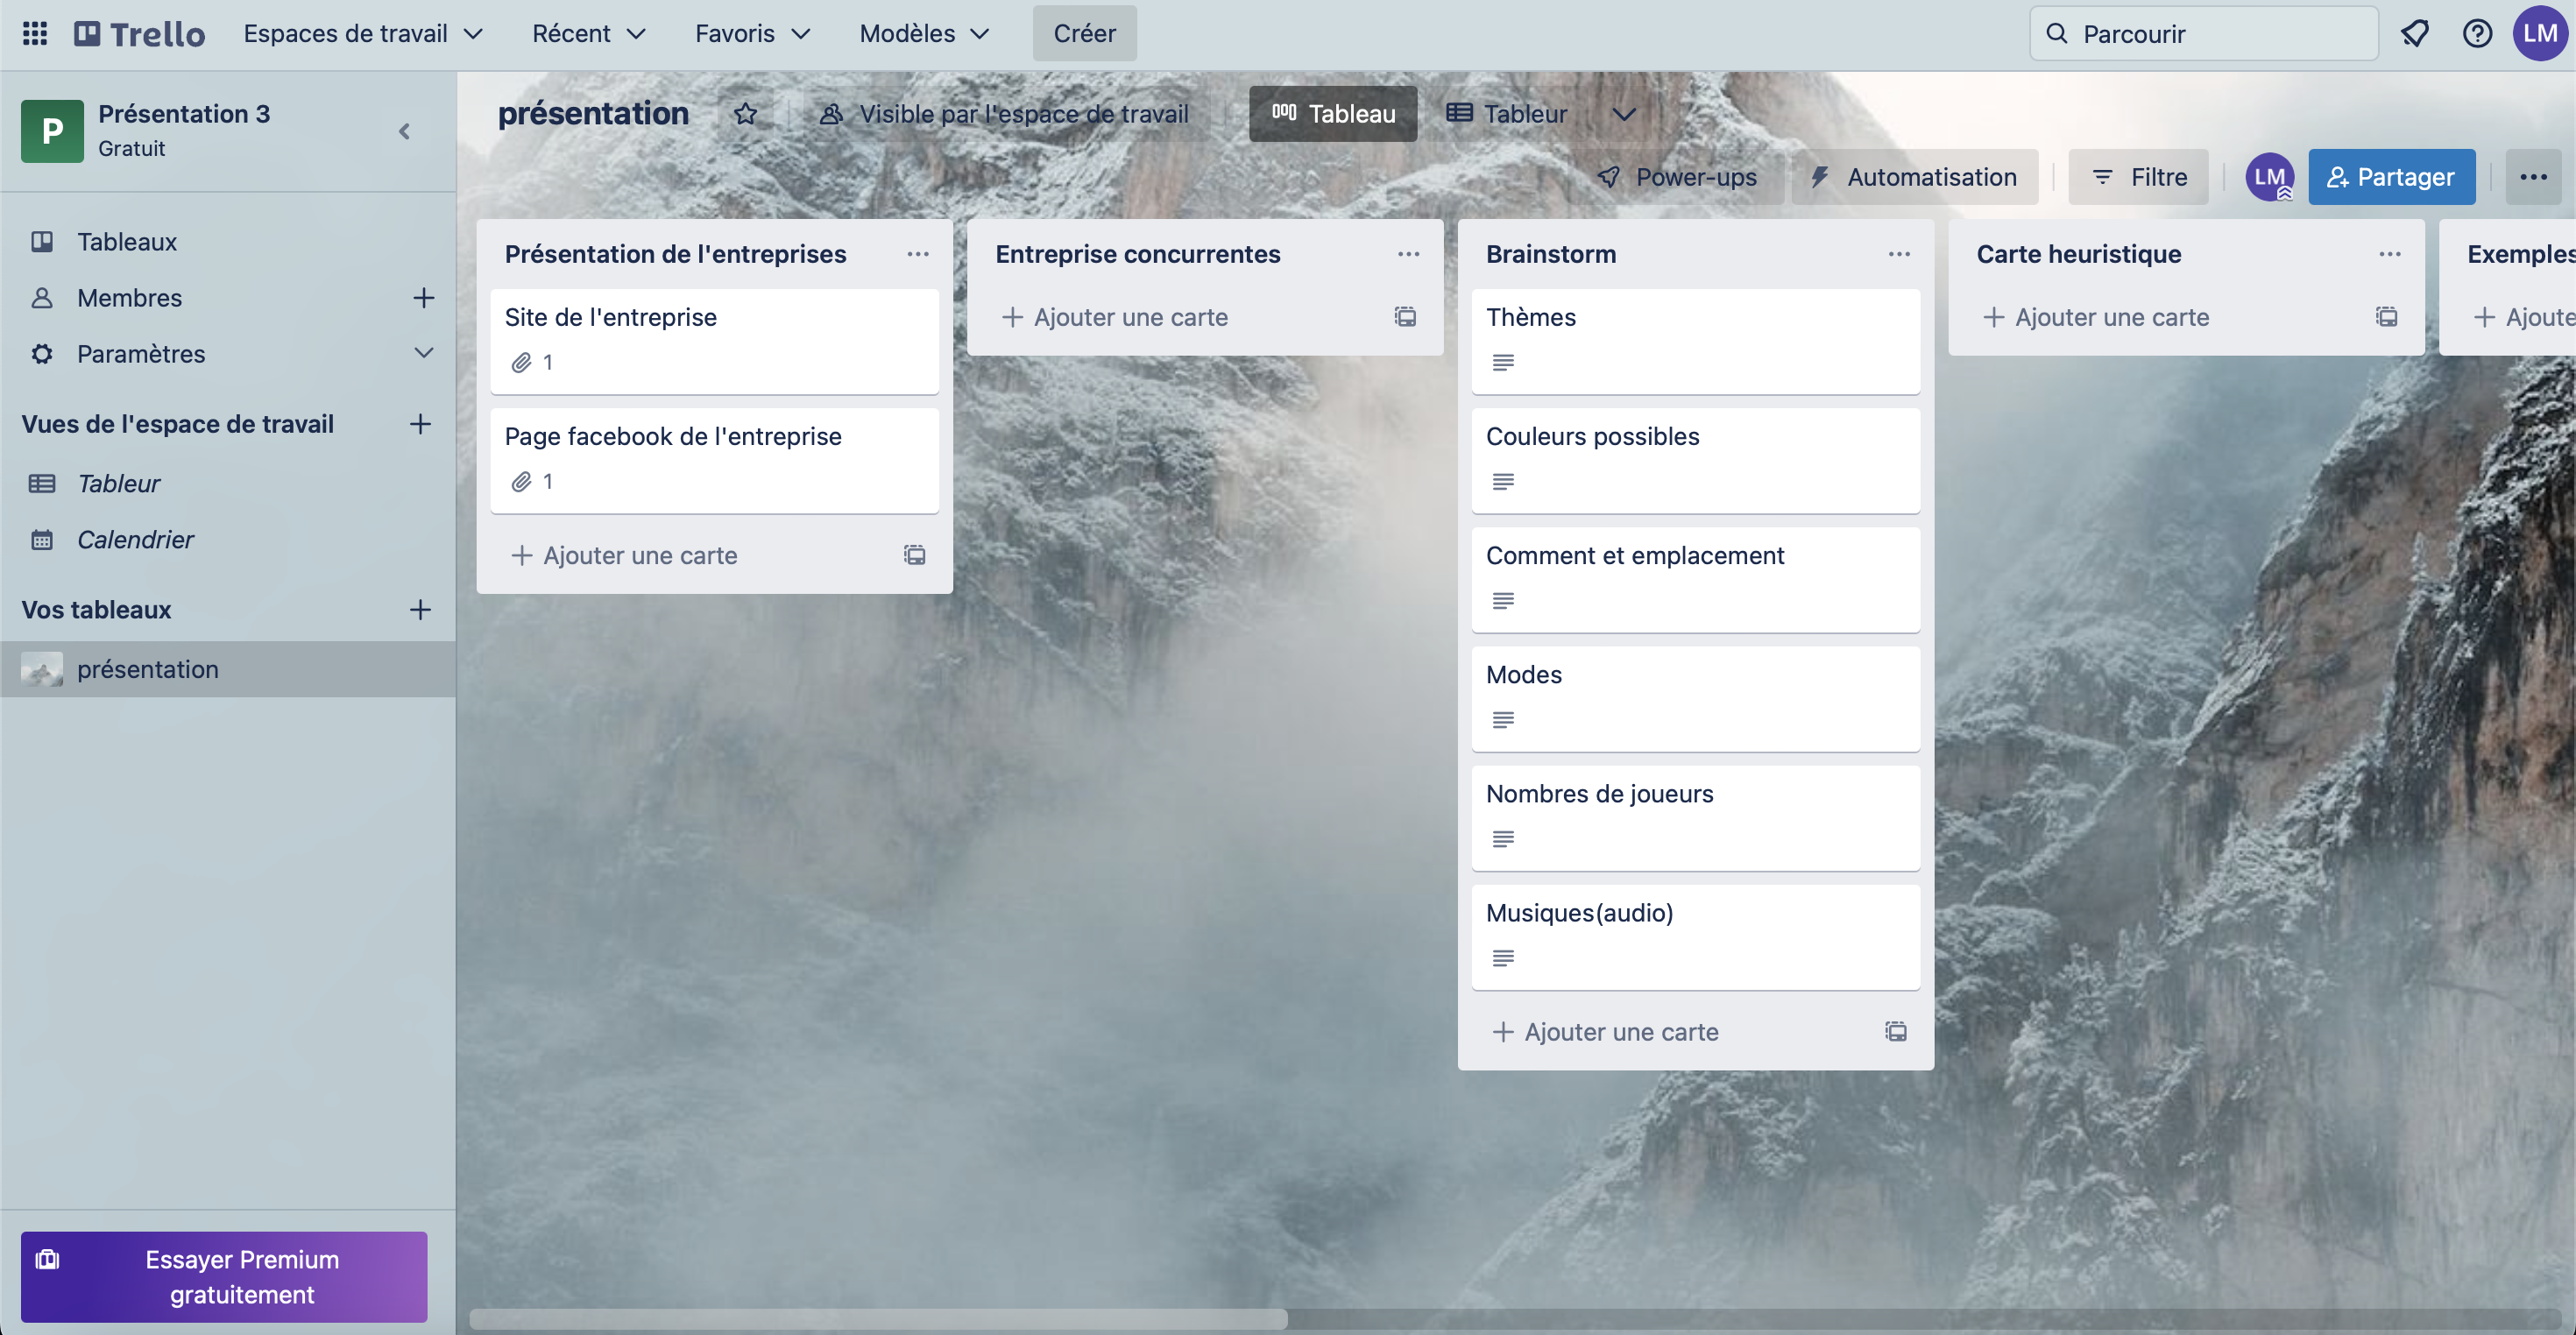 Trello
Espaces de travail
Récent
Favoris
Modèles
Créer
Parcourir
LM
P
Présentation 3
Gratuit
Tableaux
Membres
Paramètres
Vues de l'espace de travail
Tableur
Calendrier
Vos tableaux
présentation
Essayer Premium
gratuitement
présentation
Visible par l'espace de travail
Tableau
Tableur
Power-ups
Automatisation
Filtre
LM
Partager
Présentation de l'entreprises
Site de l'entreprise
1
Page facebook de l'entreprise
1
Ajouter une carte
Entreprise concurrentes
Ajouter une carte
Brainstorm
Thèmes
Couleurs possibles
Comment et emplacement
Modes
Nombres de joueurs
Musiques(audio)
Ajouter une carte
Carte heuristique
Ajouter une carte
Exemples
Ajoute